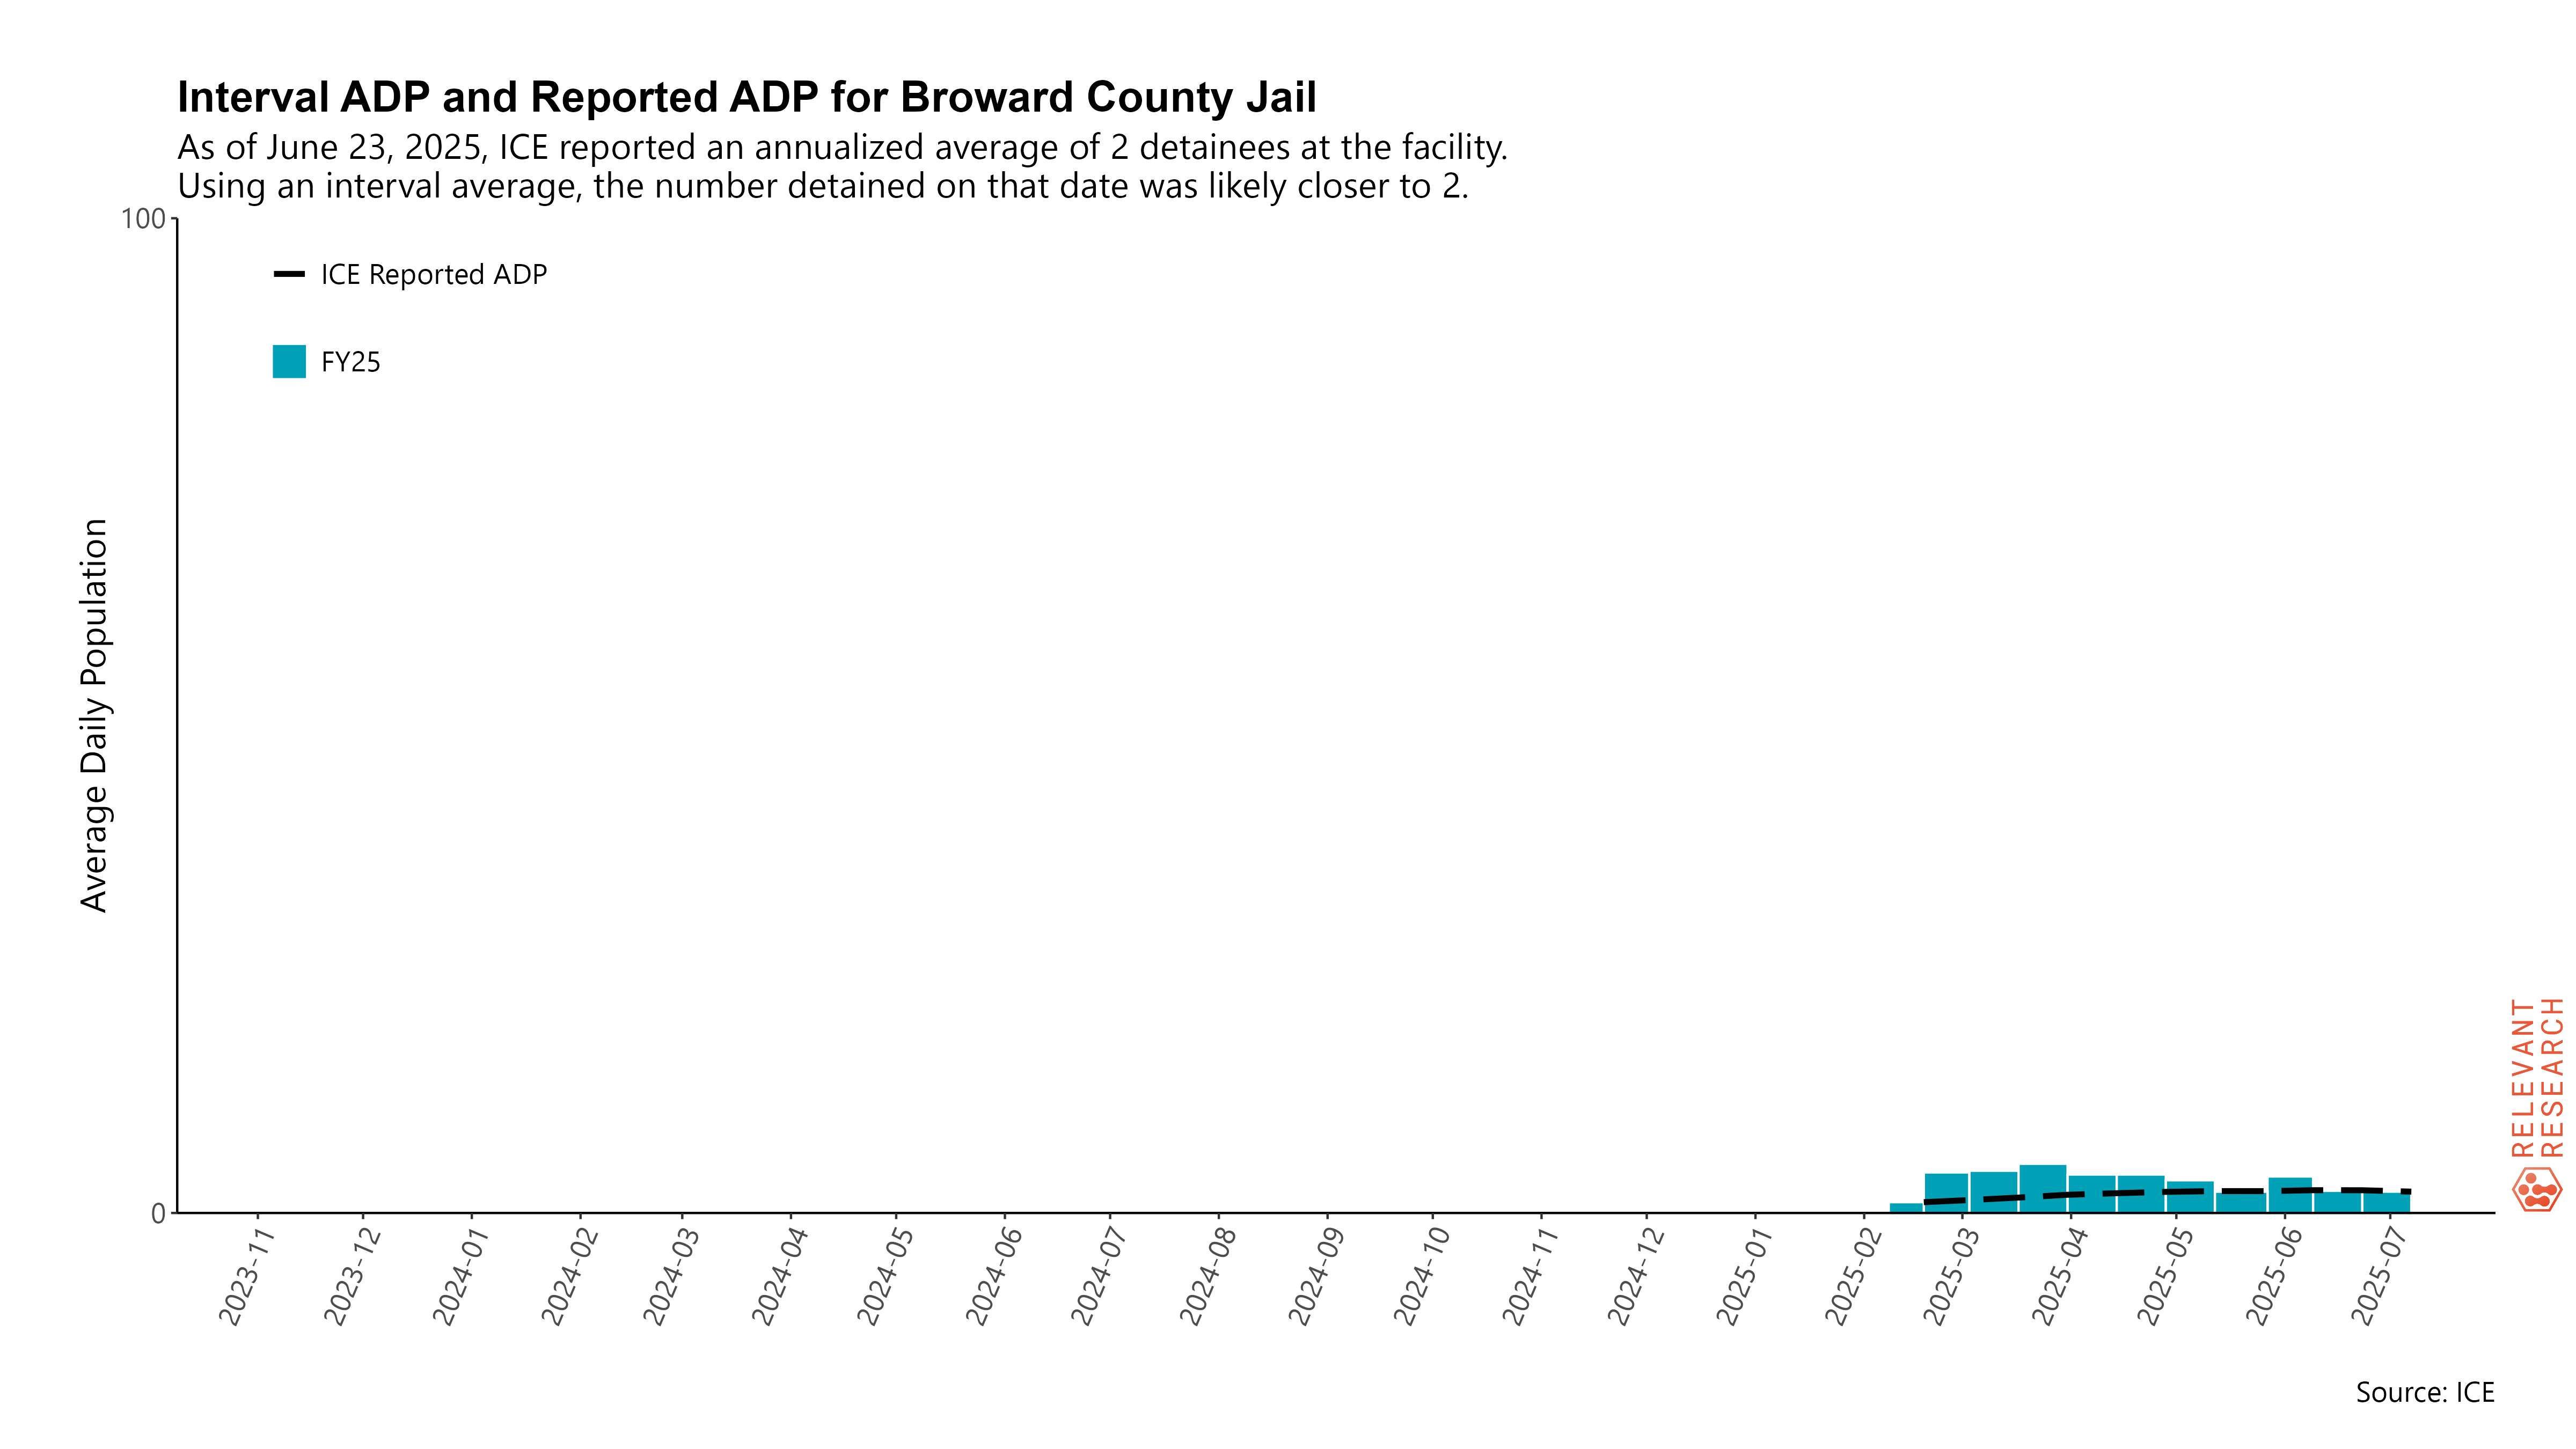 Interval ADP and Reported ADP for Broward County Jail
As of June 23, 2025, ICE reported an annualized average of 2 detainees at the facility.
Using an interval average, the number detained on that date was likely closer to 2.
100
ICE Reported ADP
FY25
Average Daily Population
0
2023-11
2023-12
2024-01
2024-02
2024-03
2024-04
2024-05
2024-06
2024-07
2024-08
2024-09
2024-10
2024-11
2024-12
2025-01
2025-02
2025-03
2025-04
2025-05
2025-06
2025-07
RELEVANT
RESEARCH
Source: ICE